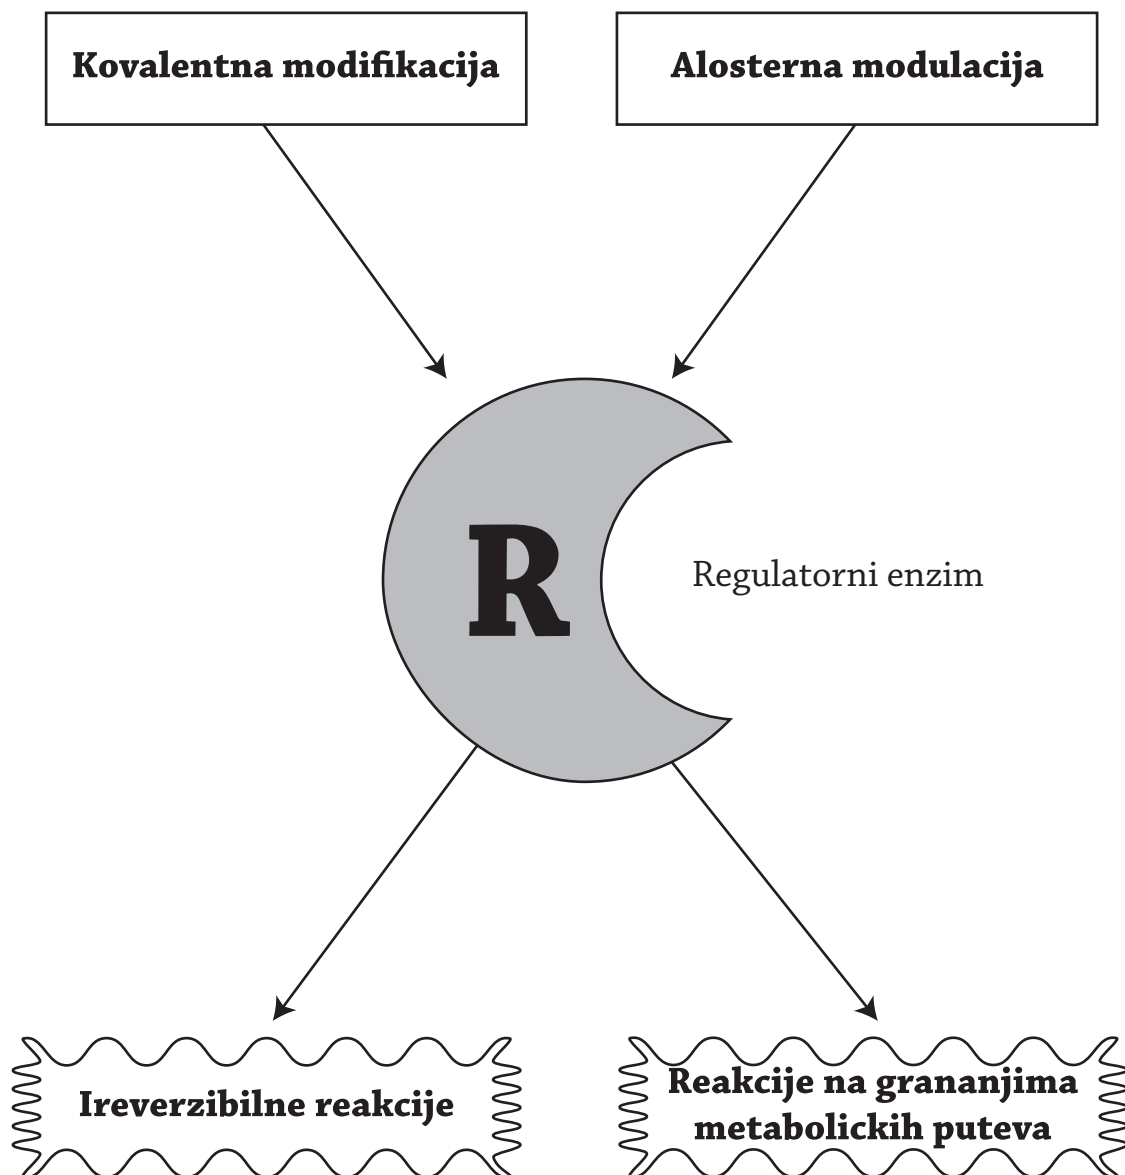 Kovalentna modifikacija
Alosterna modulacija
R
Regulatorni enzim
Ireverzibilne reakcije
Reakcije na grananjima
metabolickih puteva